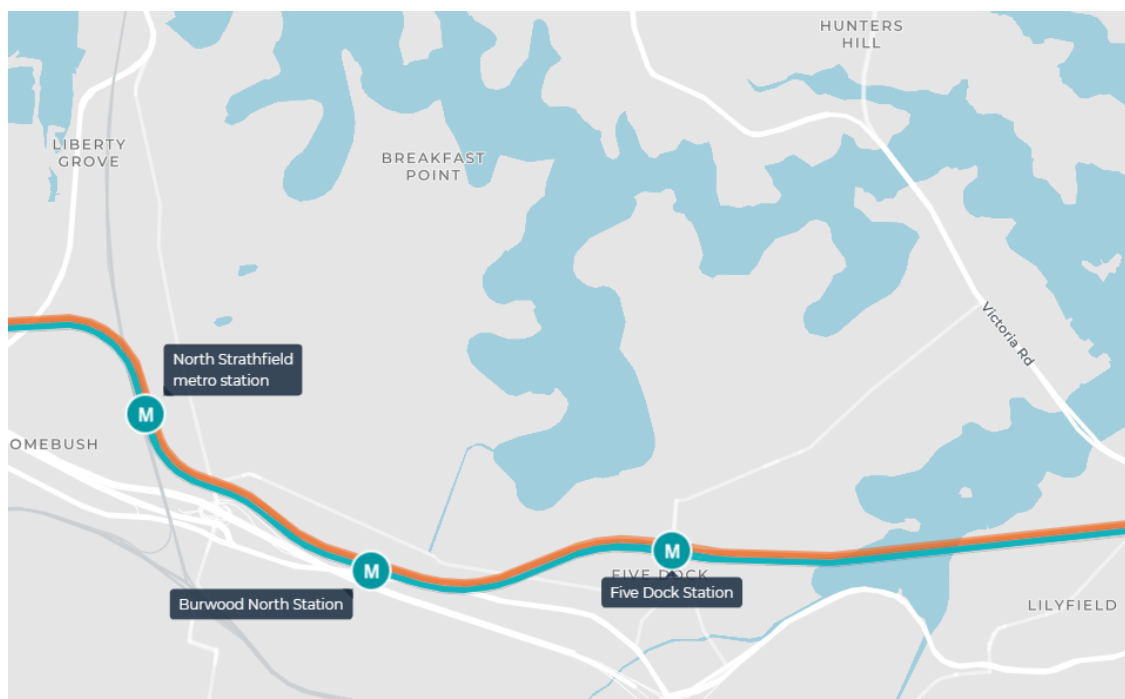 HUNTERS
HILL
LIBERTY
GROVE
BREAKFAST
POINT
Victoria Rd
North Strathfield
metro station
M
OMEBUSH
M
M
FIVE DOCK
Burwood North Station
Five Dock Station
LILYFIELD